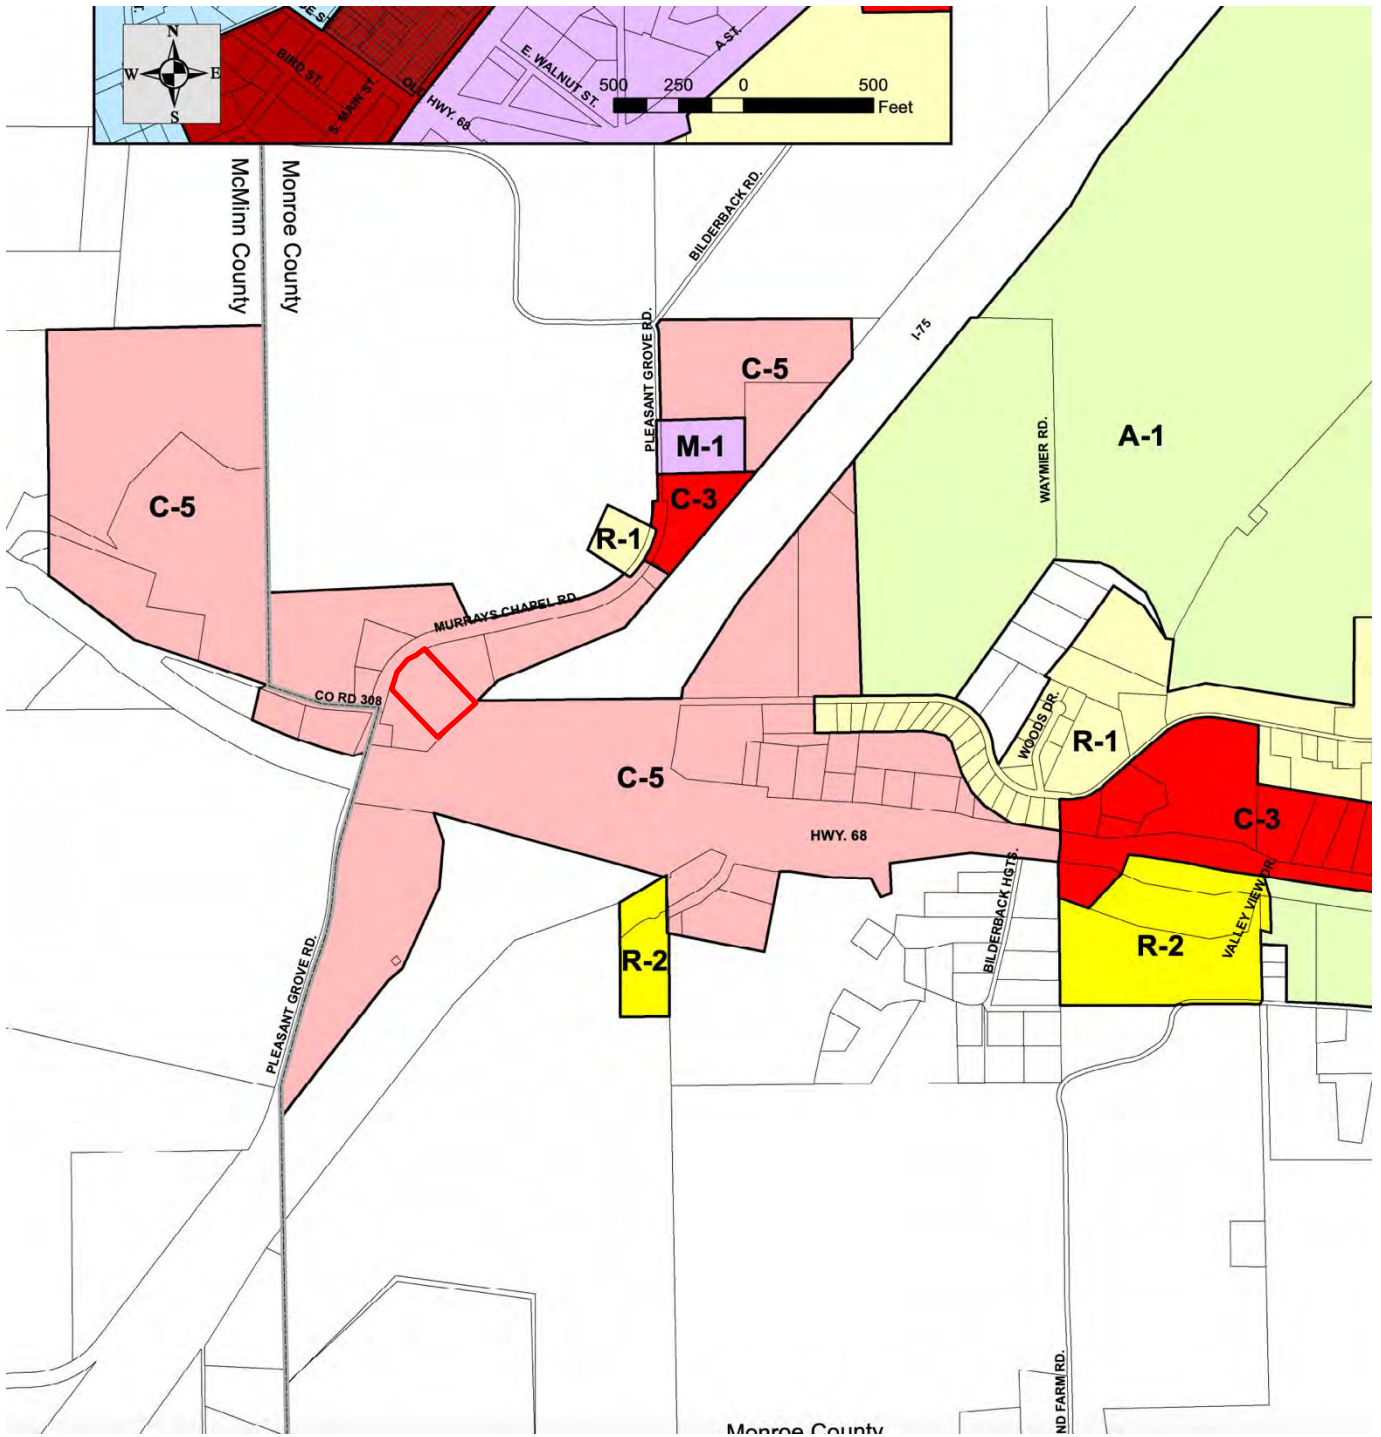 N
W
E
S
BIRD ST.
S. MAIN ST.
OLD HWY. 68
E. WALNUT ST.
A ST.
500
250
0
500
Feet
McMinn County
Monroe County
BILDERBACK RD.
PLEASANT GROVE RD.
I-75
C-5
M-1
C-3
R-1
A-1
WAYMIER RD.
C-5
MURRAYS CHAPEL RD.
CO RD 308
WOODS DR.
R-1
C-5
HWY. 68
C-3
BILDERBACK HGTS.
VALLEY VIEW DR.
R-2
R-2
PLEASANT GROVE RD.
ND FARM RD.
Monroe County